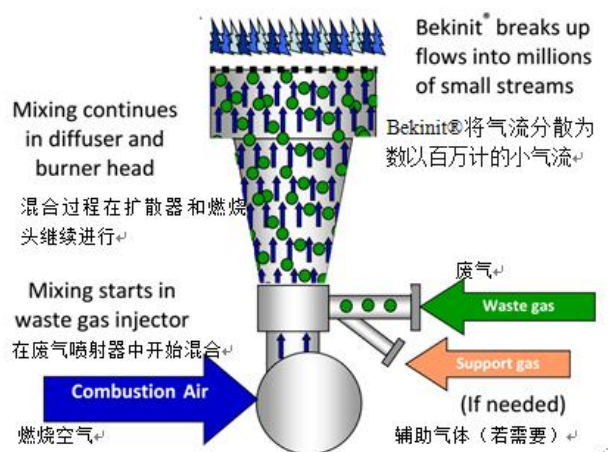 Bekinit® breaks up
flows into millions
of small streams
Bekinit®将气流分散为
数以百万计的小气流
Mixing continues
in diffuser and
burner head
混合过程在扩散器和燃烧
头继续进行
Mixing starts in
waste gas injector
在废气喷射器中开始混合
废气
Waste gas
Support gas
(If needed)
辅助气体（若需要）
Combustion Air
燃烧空气